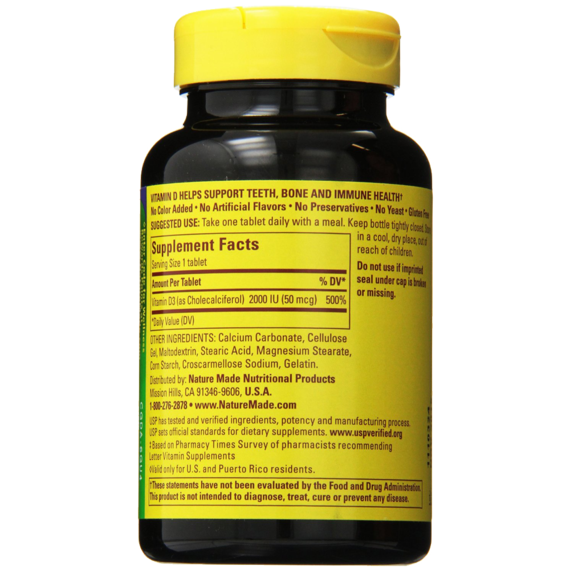 VITAMIN D HELPS SUPPORT TEETH, BONE AND IMMUNE HEALTH†
No Color Added • No Artificial Flavors • No Preservatives • No Yeast • Gluten Free
SUGGESTED USE: Take one tablet daily with a meal. Keep bottle tightly closed. Store
in a cool, dry place, out of
reach of children.
Do not use if imprinted
seal under cap is broken
or missing.
Supplement Facts
Serving Size 1 tablet
Amount Per Tablet % DV*
Vitamin D3 (as Cholecalciferol) 2000 IU (50 mcg) 500%
*Daily Value (DV)
OTHER INGREDIENTS: Calcium Carbonate, Cellulose
Gel, Maltodextrin, Stearic Acid, Magnesium Stearate,
Corn Starch, Croscarmellose Sodium, Gelatin.
Distributed by: Nature Made Nutritional Products
Mission Hills, CA 91346-9606, U.S.A.
1-800-276-2878 • www.NatureMade.com
USP has tested and verified ingredients, potency and manufacturing process.
USP sets official standards for dietary supplements. www.uspverified.org
‡Based on Pharmacy Times Survey of pharmacists recommending
Letter Vitamin Supplements
◊Valid only for U.S. and Puerto Rico residents.
†These statements have not been evaluated by the Food and Drug Administration.
This product is not intended to diagnose, treat, cure or prevent any disease.